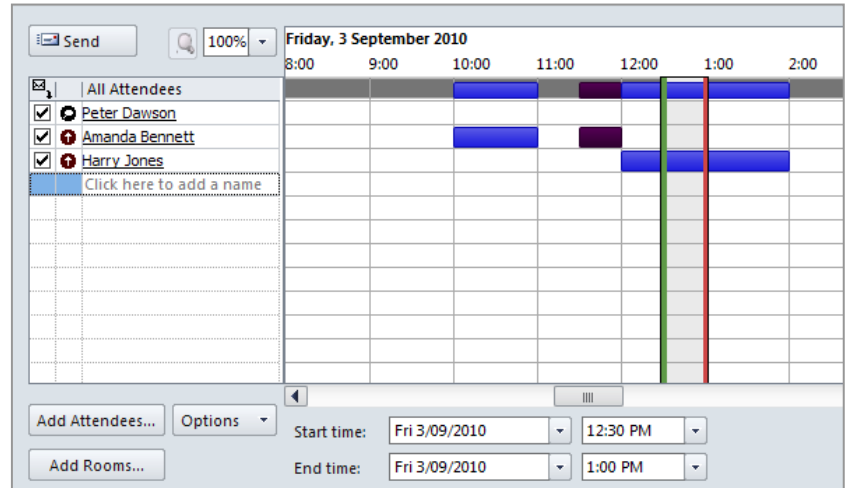 Send
100%
Friday, 3 September 2010
8:00 9:00 10:00 11:00 12:00 1:00 2:00
All Attendees
Peter Dawson
Amanda Bennett
Harry Jones
Click here to add a name
Add Attendees... Options
Start time: Fri 3/09/2010 12:30 PM
Add Rooms...
End time: Fri 3/09/2010 1:00 PM